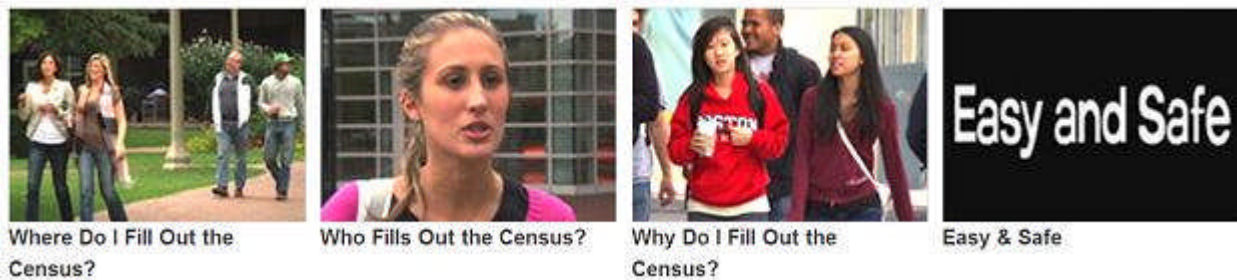 Easy and Safe
Where Do I Fill Out the
Census?
Who Fills Out the Census?
Why Do I Fill Out the
Census?
Easy & Safe